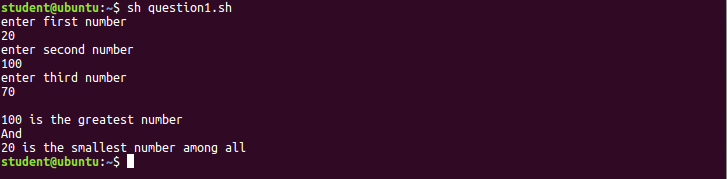 student@ubuntu:~$ sh question1.sh
enter first number
20
enter second number
100
enter third number
70

100 is the greatest number
And
20 is the smallest number among all
student@ubuntu:~$